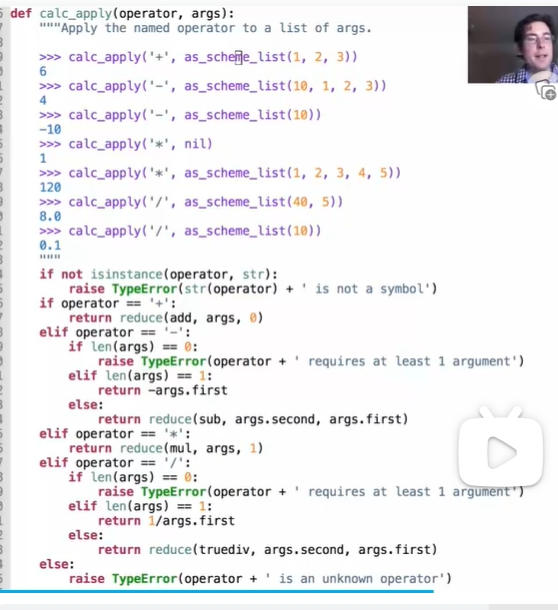 def calc_apply(operator, args):
    """Apply the named operator to a list of args.
    >>> calc_apply('+', as_scheme_list(1, 2, 3))
    6
    >>> calc_apply('-', as_scheme_list(10, 1, 2, 3))
    4
    >>> calc_apply('-', as_scheme_list(10))
    -10
    >>> calc_apply('*', nil)
    1
    >>> calc_apply('*', as_scheme_list(1, 2, 3, 4, 5))
    120
    >>> calc_apply('/', as_scheme_list(40, 5))
    8.0
    >>> calc_apply('/', as_scheme_list(10))
    0.1
    """
    if not isinstance(operator, str):
        raise TypeError(str(operator) + ' is not a symbol')
    if operator == '+':
        return reduce(add, args, 0)
    elif operator == '-':
        if len(args) == 0:
            raise TypeError(operator + ' requires at least 1 argument')
        elif len(args) == 1:
            return -args.first
        else:
            return reduce(sub, args.second, args.first)
    elif operator == '*':
        return reduce(mul, args, 1)
    elif operator == '/':
        if len(args) == 0:
            raise TypeError(operator + ' requires at least 1 argument')
        elif len(args) == 1:
            return 1/args.first
        else:
            return reduce(truediv, args.second, args.first)
    else:
        raise TypeError(operator + ' is an unknown operator')